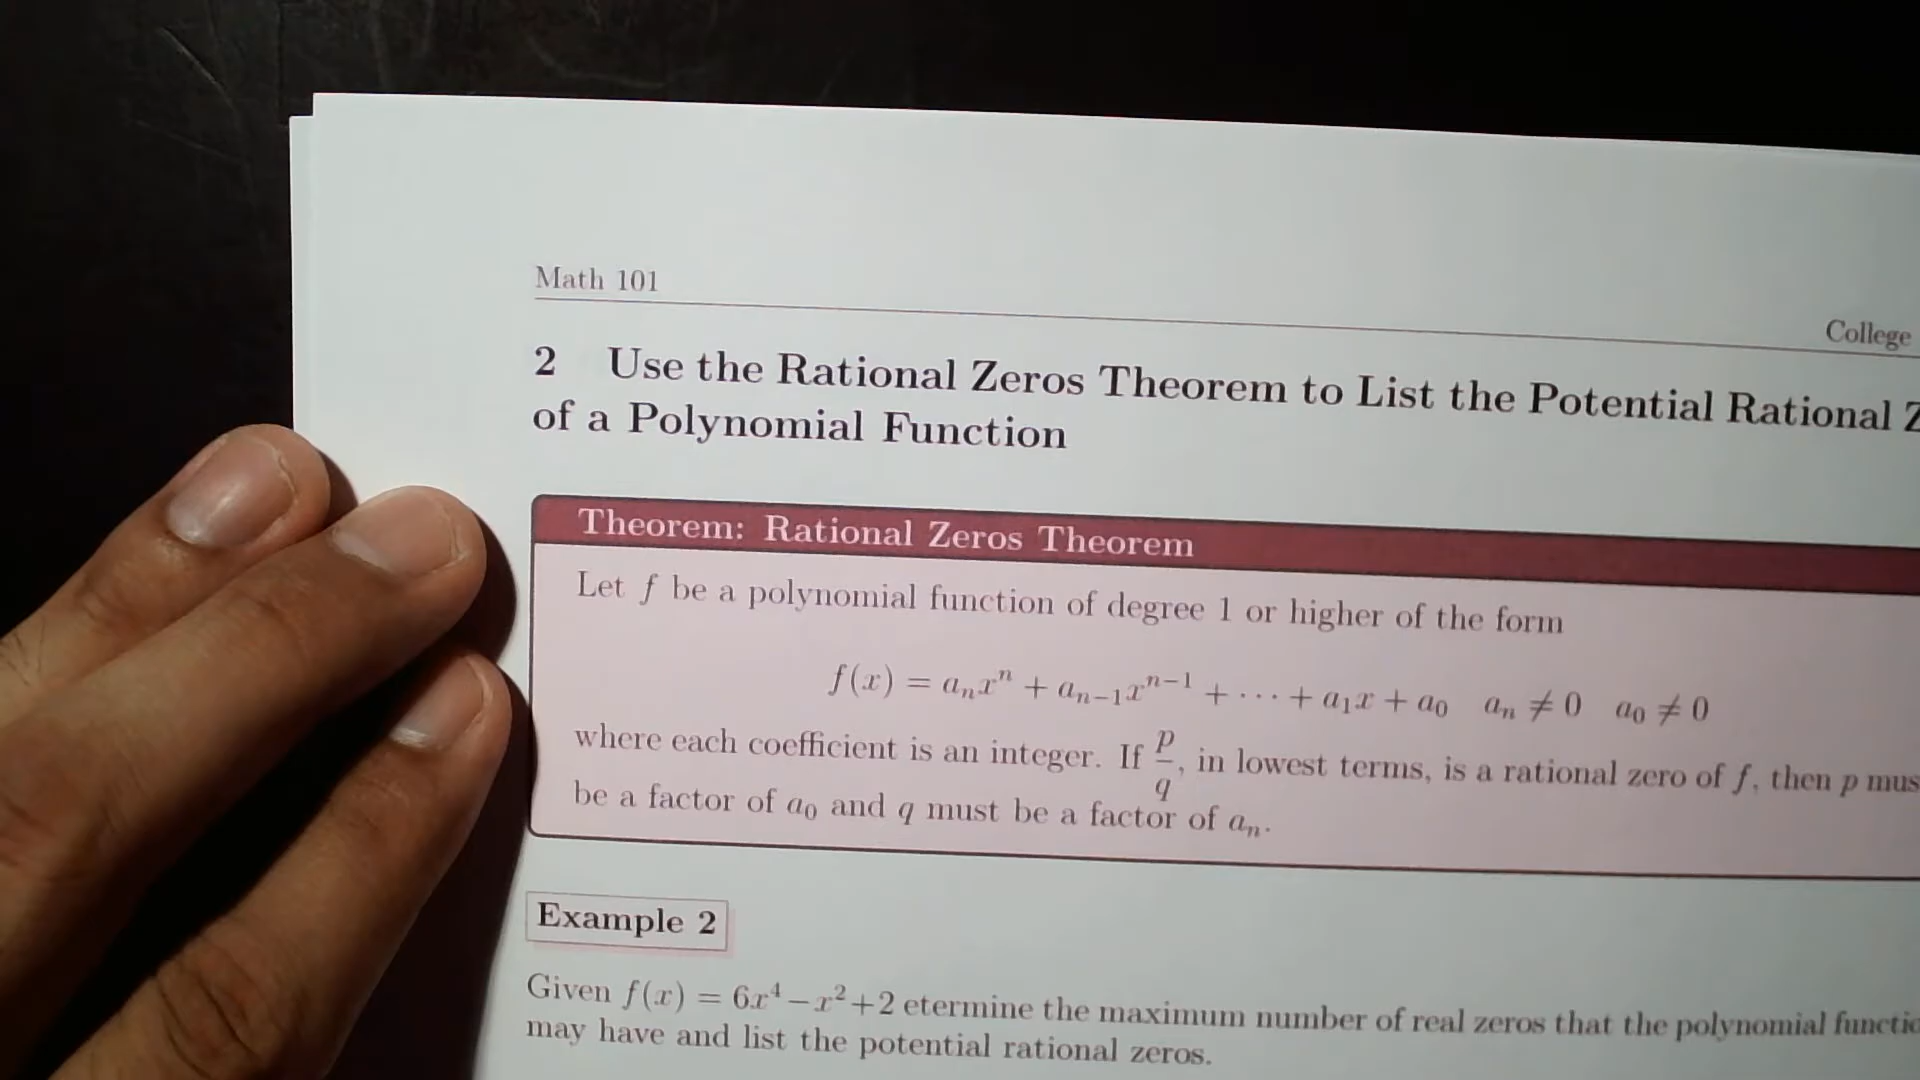 Math 101
College
2 Use the Rational Zeros Theorem to List the Potential Rational Z
of a Polynomial Function
Theorem: Rational Zeros Theorem
Let f be a polynomial function of degree 1 or higher of the form
f(x) = aₙxⁿ + aₙ₋₁xⁿ⁻¹ + ⋯ + a₁x + a₀ aₙ ≠ 0 a₀ ≠ 0
where each coefficient is an integer. If p/q, in lowest terms, is a rational zero of f, then p mus
be a factor of a₀ and q must be a factor of aₙ.
Example 2
Given f(x) = 6x⁴ − x² + 2 etermine the maximum number of real zeros that the polynomial functio
may have and list the potential rational zeros.